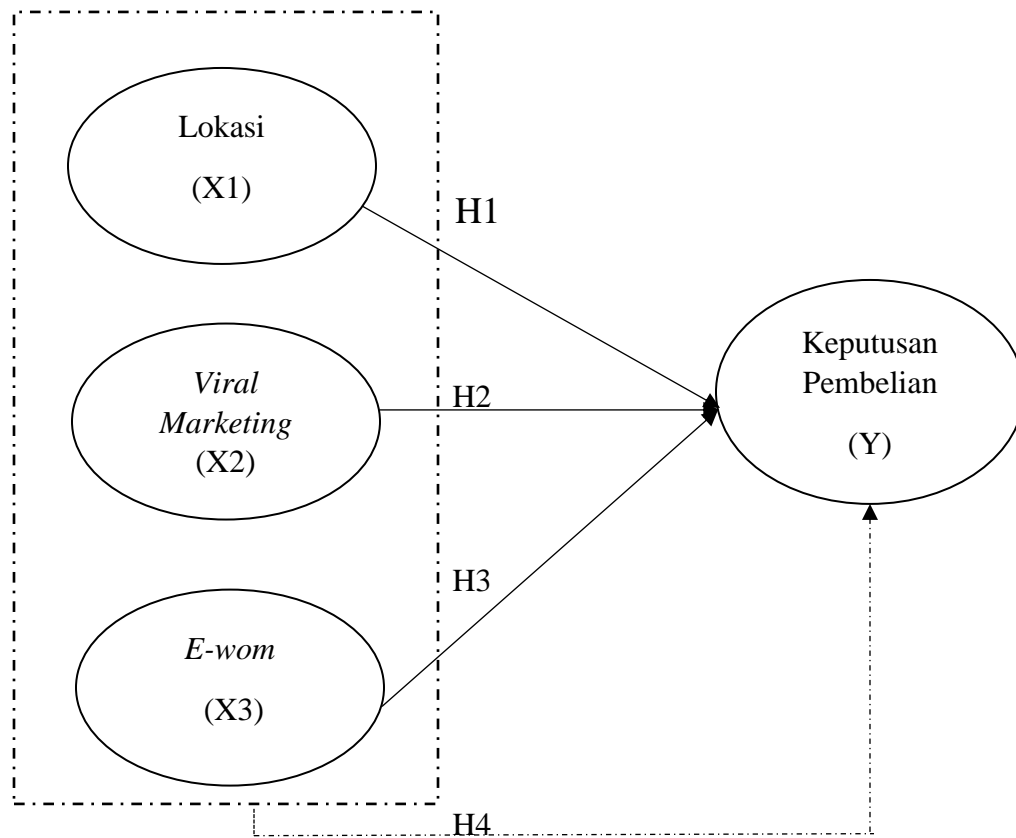 Lokasi
(X1)
H1
Keputusan
Pembelian
(Y)
Viral
Marketing
(X2)
H2
H3
E-wom
(X3)
H4